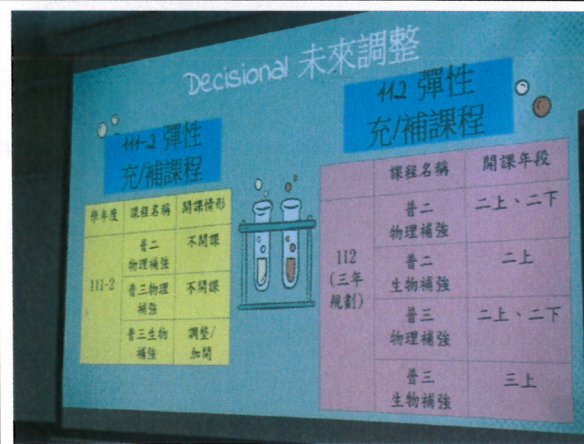 Decisional 未來調整
111-2 彈性
充/補課程
學年度 課程名稱 開課情形
111-2
普二
物理補強
不開課
普三物理
補強
不開課
普三生物
補強
調整/
加開
112 彈性
充/補課程
課程名稱 開課年段
112
(三年
規劃)
普二
物理補強
二上、二下
普二
生物補強
二上
普三
物理補強
二上、二下
普三
生物補強
三上